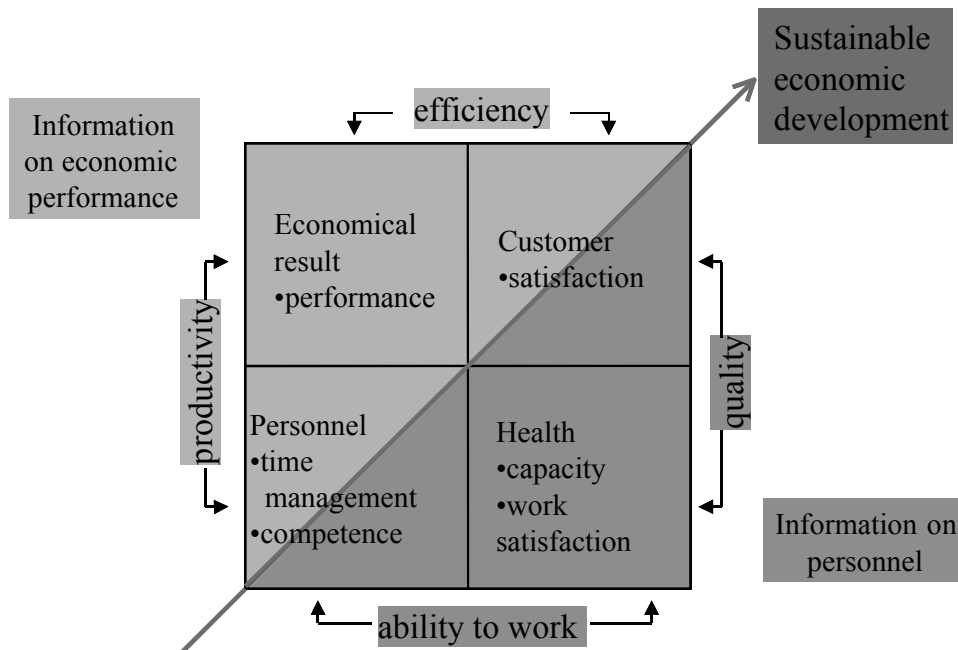 Sustainable
economic
development
efficiency
Information
on economic
performance
Economical
result
•performance
Customer
•satisfaction
productivity
quality
Personnel
•time
management
•competence
Health
•capacity
•work
satisfaction
Information on
personnel
ability to work